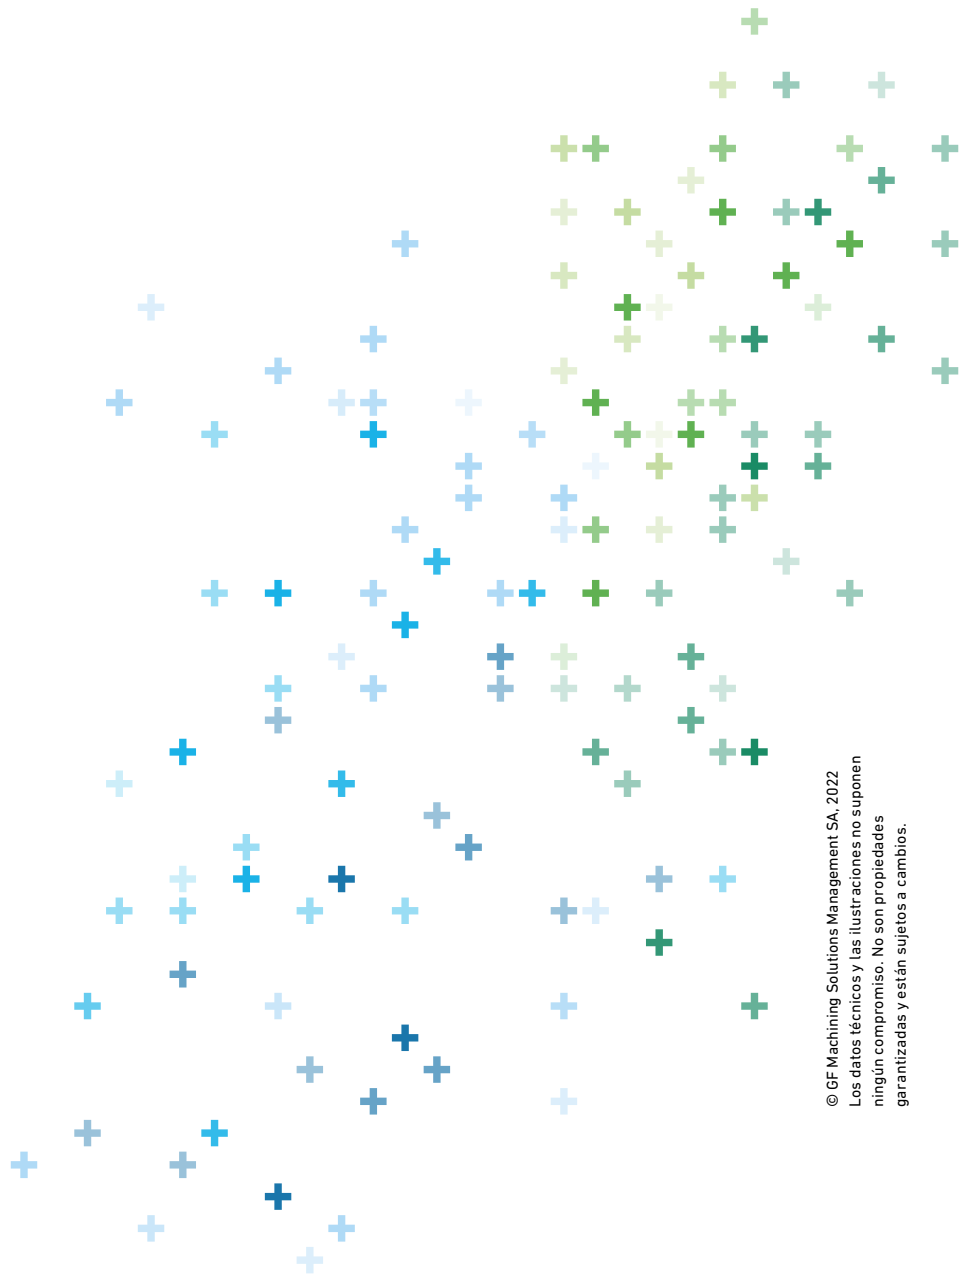 © GF Machining Solutions Management SA, 2022
Los datos técnicos y las ilustraciones no suponen
ningún compromiso. No son propiedades
garantizadas y están sujetos a cambios.